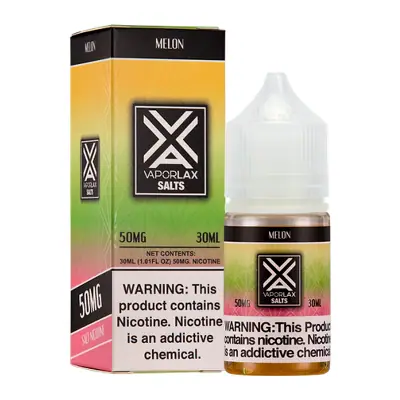 MELON
VAPORLAX
SALTS
50MG 30ML
NET CONTENTS:
30ML (1.01FL OZ) 50MG. NICOTINE
WARNING: This
product contains
Nicotine. Nicotine
is an addictive
chemical.
VAPORLAX
SALTS
50MG
SALT NICOTINE
MELON
VAPORLAX
SALTS
50MG 30ML
WARNING:This Product
contains nicotine. Nicotine
is an addictive
chemical.